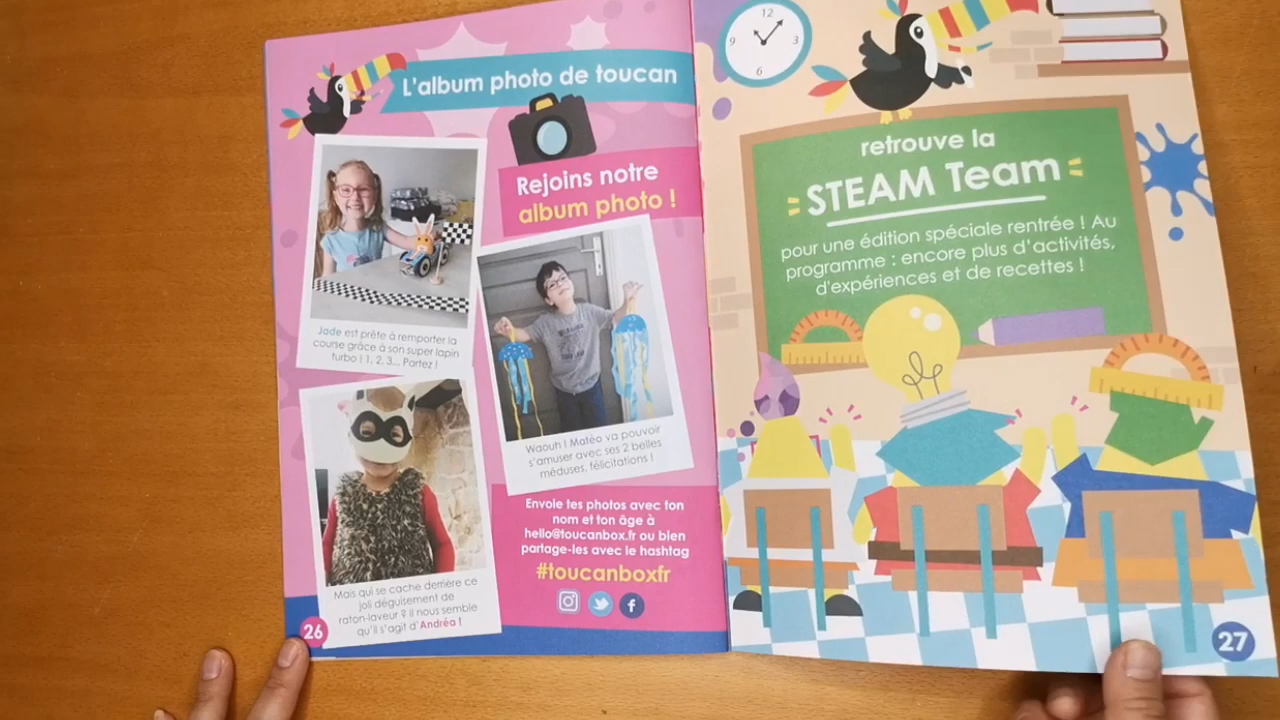 L'album photo de toucan
Rejoins notre
album photo !
Jade est prête à remporter la
course grâce à son super lapin
turbo ! 1, 2, 3... Partez !
Waouh ! Matéo va pouvoir
s'amuser avec ses 2 belles
méduses, félicitations !
Mais qui se cache derrière ce
joli déguisement de
raton-laveur ? Il nous semble
qu'il s'agit d'Andréa !
Envoie tes photos avec ton
nom et ton âge à
hello@toucanbox.fr ou bien
partage-les avec le hashtag
#toucanboxfr
26
12
9
3
6
retrouve la
STEAM Team
pour une édition spéciale rentrée ! Au
programme : encore plus d'activités,
d'expériences et de recettes !
27